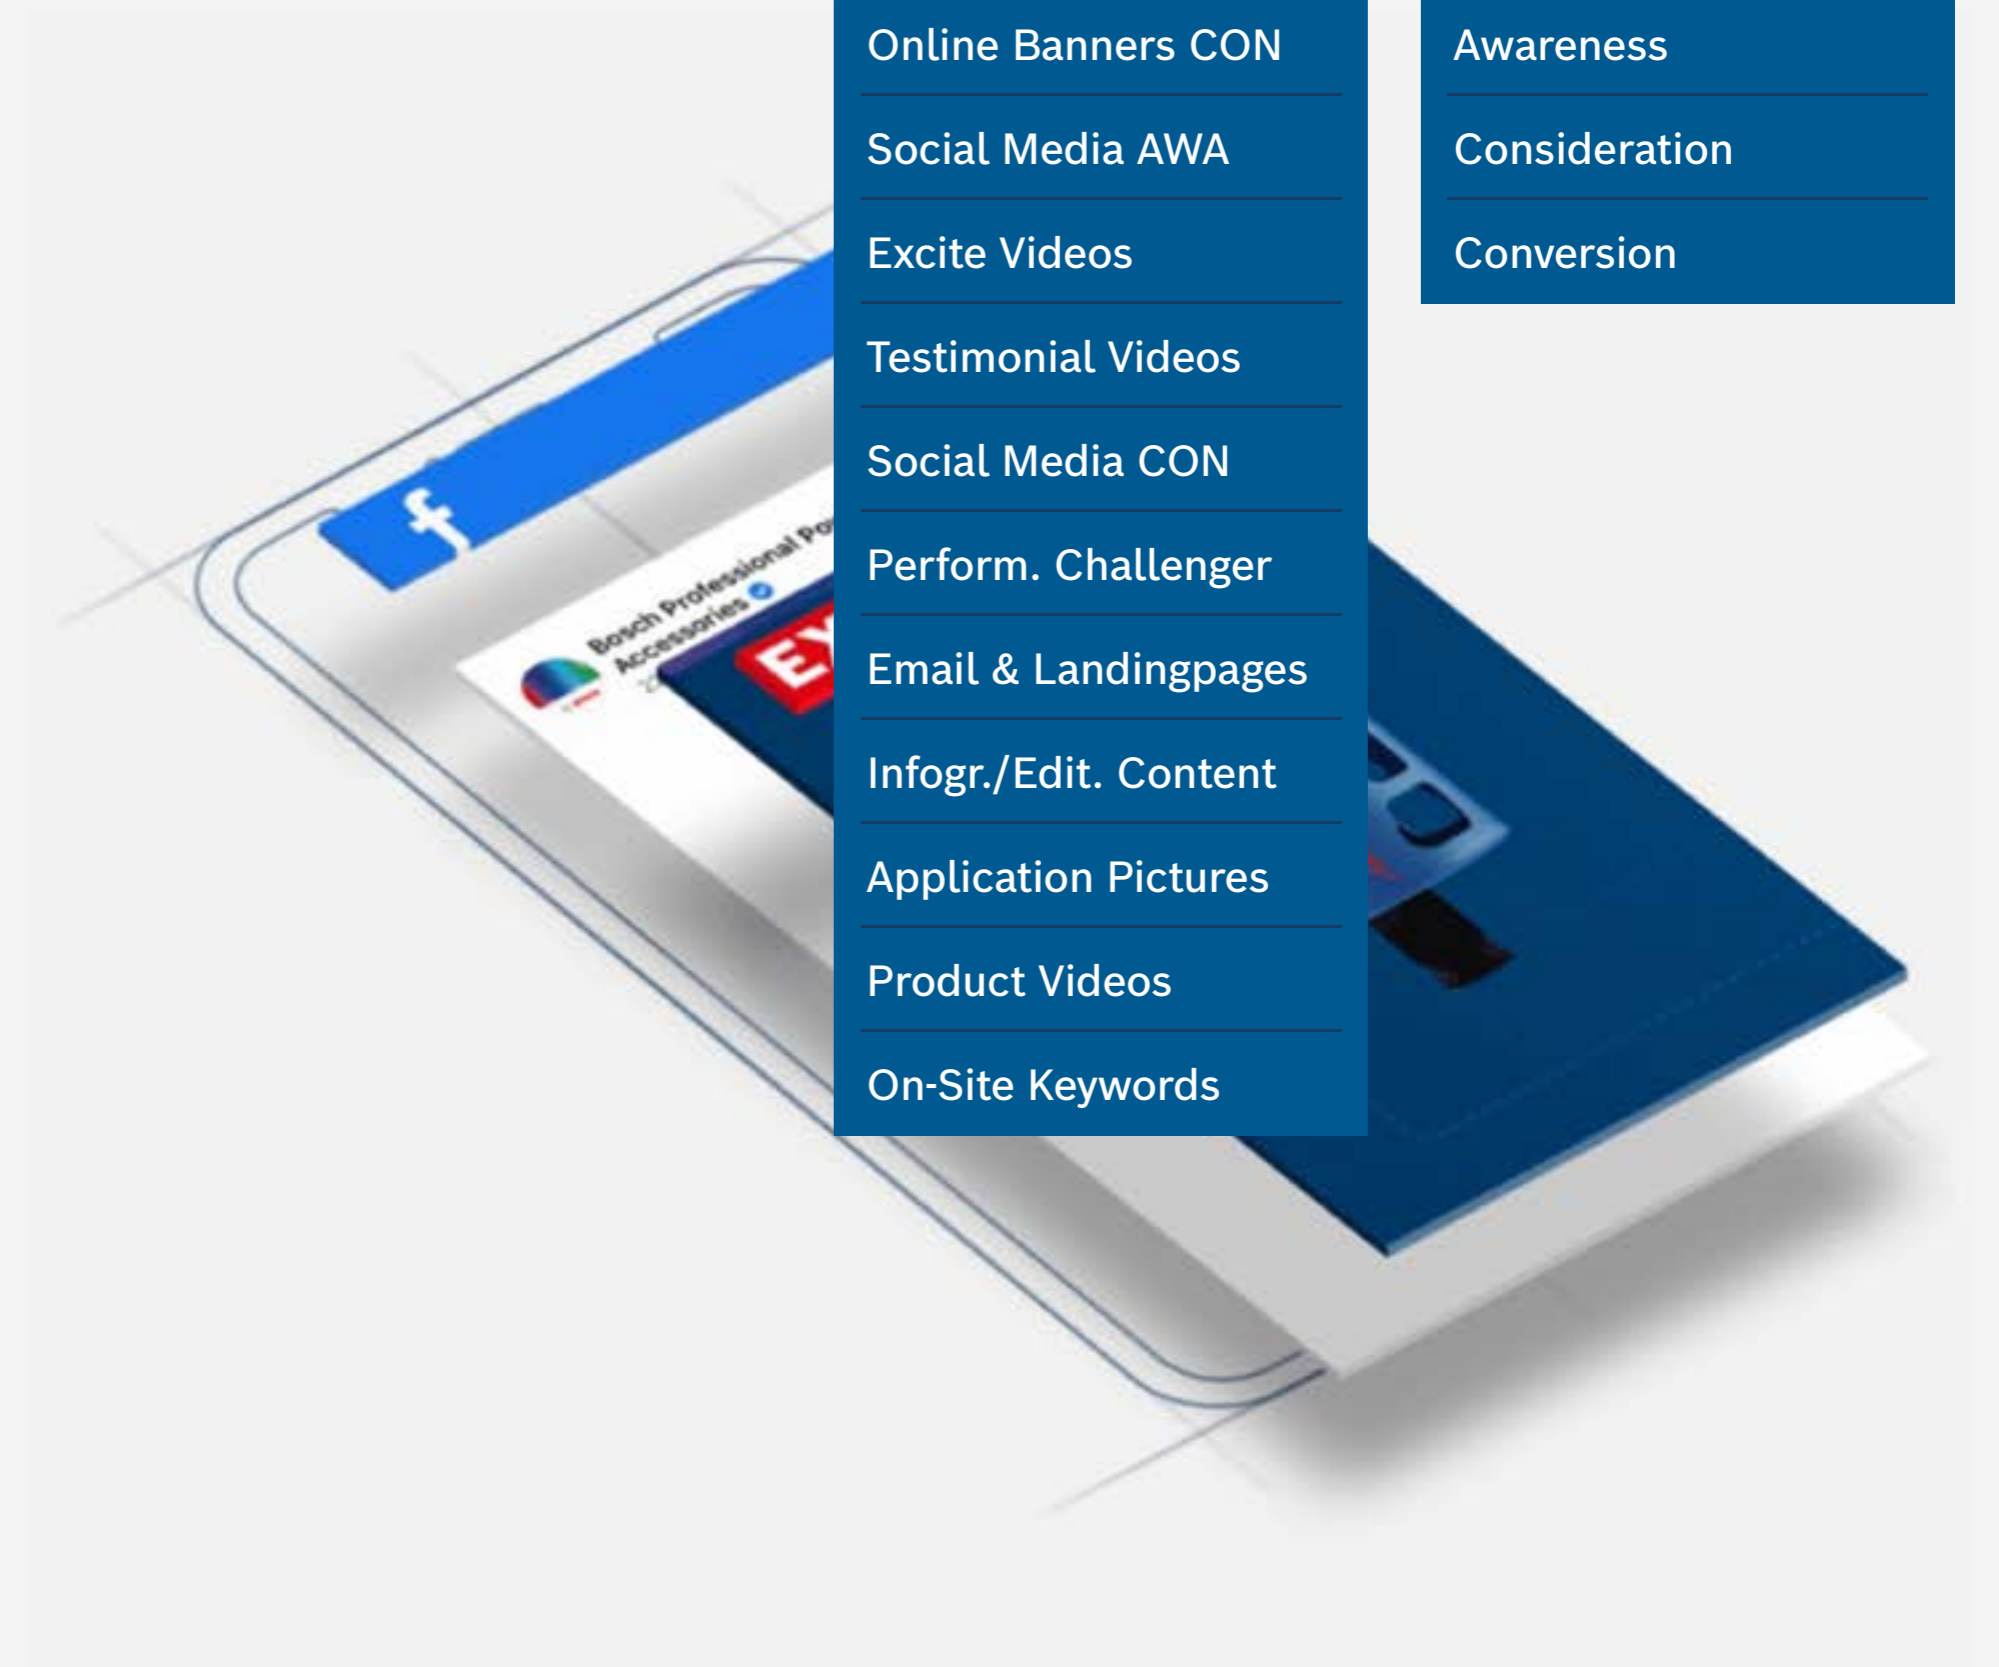 Online Banners CON
Social Media AWA
Excite Videos
Testimonial Videos
Social Media CON
Perform. Challenger
Email & Landingpages
Infogr./Edit. Content
Application Pictures
Product Videos
On-Site Keywords
Awareness
Consideration
Conversion
f
Bosch Professional
Accessories